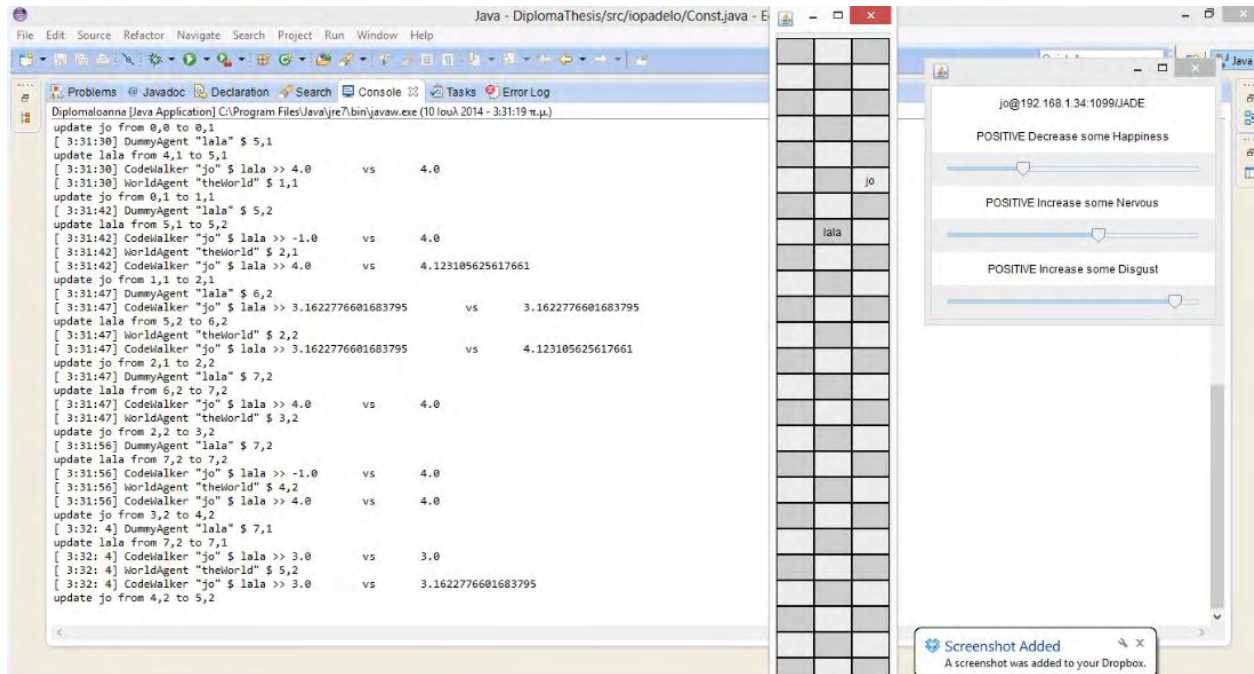 Java - DiplomaThesis/src/iopadelo/Const.java - E
File Edit Source Refactor Navigate Search Project Run Window Help
Java
Problems @ Javadoc Declaration Search Console Tasks Error Log
DiplomaIoanna [Java Application] C:\Program Files\Java\jre7\bin\javaw.exe (10 Ιουλ 2014 - 3:31:19 π.μ.)
update jo from 0,0 to 0,1
[ 3:31:30] DummyAgent "lala" $ 5,1
update lala from 4,1 to 5,1
[ 3:31:30] CodeWalker "jo" $ lala >> 4.0 vs 4.0
[ 3:31:30] WorldAgent "theWorld" $ 1,1
update jo from 0,1 to 1,1
[ 3:31:42] DummyAgent "lala" $ 5,2
update lala from 5,1 to 5,2
[ 3:31:42] CodeWalker "jo" $ lala >> -1.0 vs 4.0
[ 3:31:42] WorldAgent "theWorld" $ 2,1
[ 3:31:42] CodeWalker "jo" $ lala >> 4.0 vs 4.123105625617661
update jo from 1,1 to 2,1
[ 3:31:47] DummyAgent "lala" $ 6,2
[ 3:31:47] CodeWalker "jo" $ lala >> 3.1622776601683795 vs 3.1622776601683795
update lala from 5,2 to 6,2
[ 3:31:47] WorldAgent "theWorld" $ 2,2
[ 3:31:47] CodeWalker "jo" $ lala >> 3.1622776601683795 vs 4.123105625617661
update jo from 2,1 to 2,2
[ 3:31:47] DummyAgent "lala" $ 7,2
update lala from 6,2 to 7,2
[ 3:31:47] CodeWalker "jo" $ lala >> 4.0 vs 4.0
[ 3:31:47] WorldAgent "theWorld" $ 3,2
update jo from 2,2 to 3,2
[ 3:31:56] DummyAgent "lala" $ 7,2
update lala from 7,2 to 7,2
[ 3:31:56] CodeWalker "jo" $ lala >> -1.0 vs 4.0
[ 3:31:56] WorldAgent "theWorld" $ 4,2
[ 3:31:56] CodeWalker "jo" $ lala >> 4.0 vs 4.0
update jo from 3,2 to 4,2
[ 3:32: 4] DummyAgent "lala" $ 7,1
update lala from 7,2 to 7,1
[ 3:32: 4] CodeWalker "jo" $ lala >> 3.0 vs 3.0
[ 3:32: 4] WorldAgent "theWorld" $ 5,2
[ 3:32: 4] CodeWalker "jo" $ lala >> 3.0 vs 3.1622776601683795
update jo from 4,2 to 5,2
jo
lala
jo@192.168.1.34:1099/JADE
POSITIVE Decrease some Happiness
POSITIVE Increase some Nervous
POSITIVE Increase some Disgust
Screenshot Added
A screenshot was added to your Dropbox.